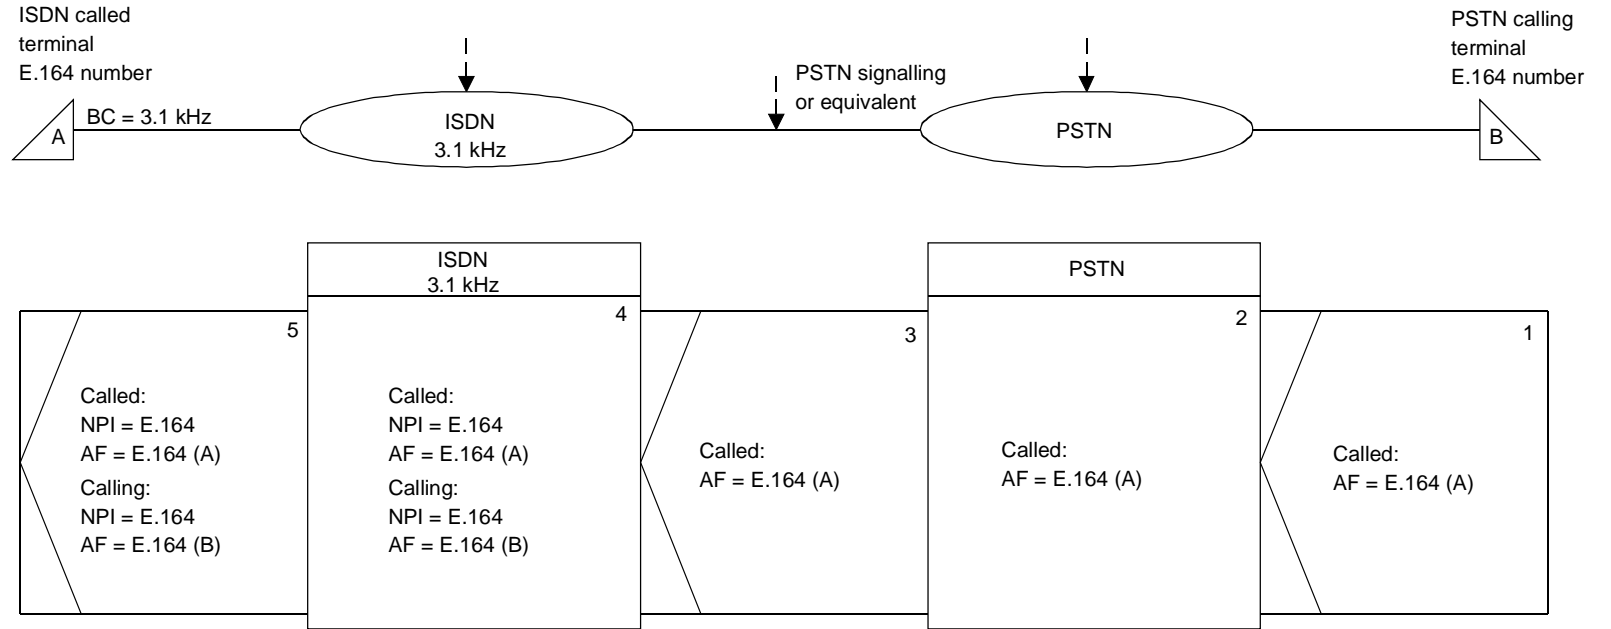 ISDN called
terminal
E.164 number
PSTN calling
terminal
E.164 number
PSTN signalling
or equivalent
A
BC = 3.1 kHz
ISDN
3.1 kHz
PSTN
B
ISDN
3.1 kHz
PSTN
5
Called:
NPI = E.164
AF = E.164 (A)
Calling:
NPI = E.164
AF = E.164 (B)
4
Called:
NPI = E.164
AF = E.164 (A)
Calling:
NPI = E.164
AF = E.164 (B)
3
Called:
AF = E.164 (A)
2
Called:
AF = E.164 (A)
1
Called:
AF = E.164 (A)